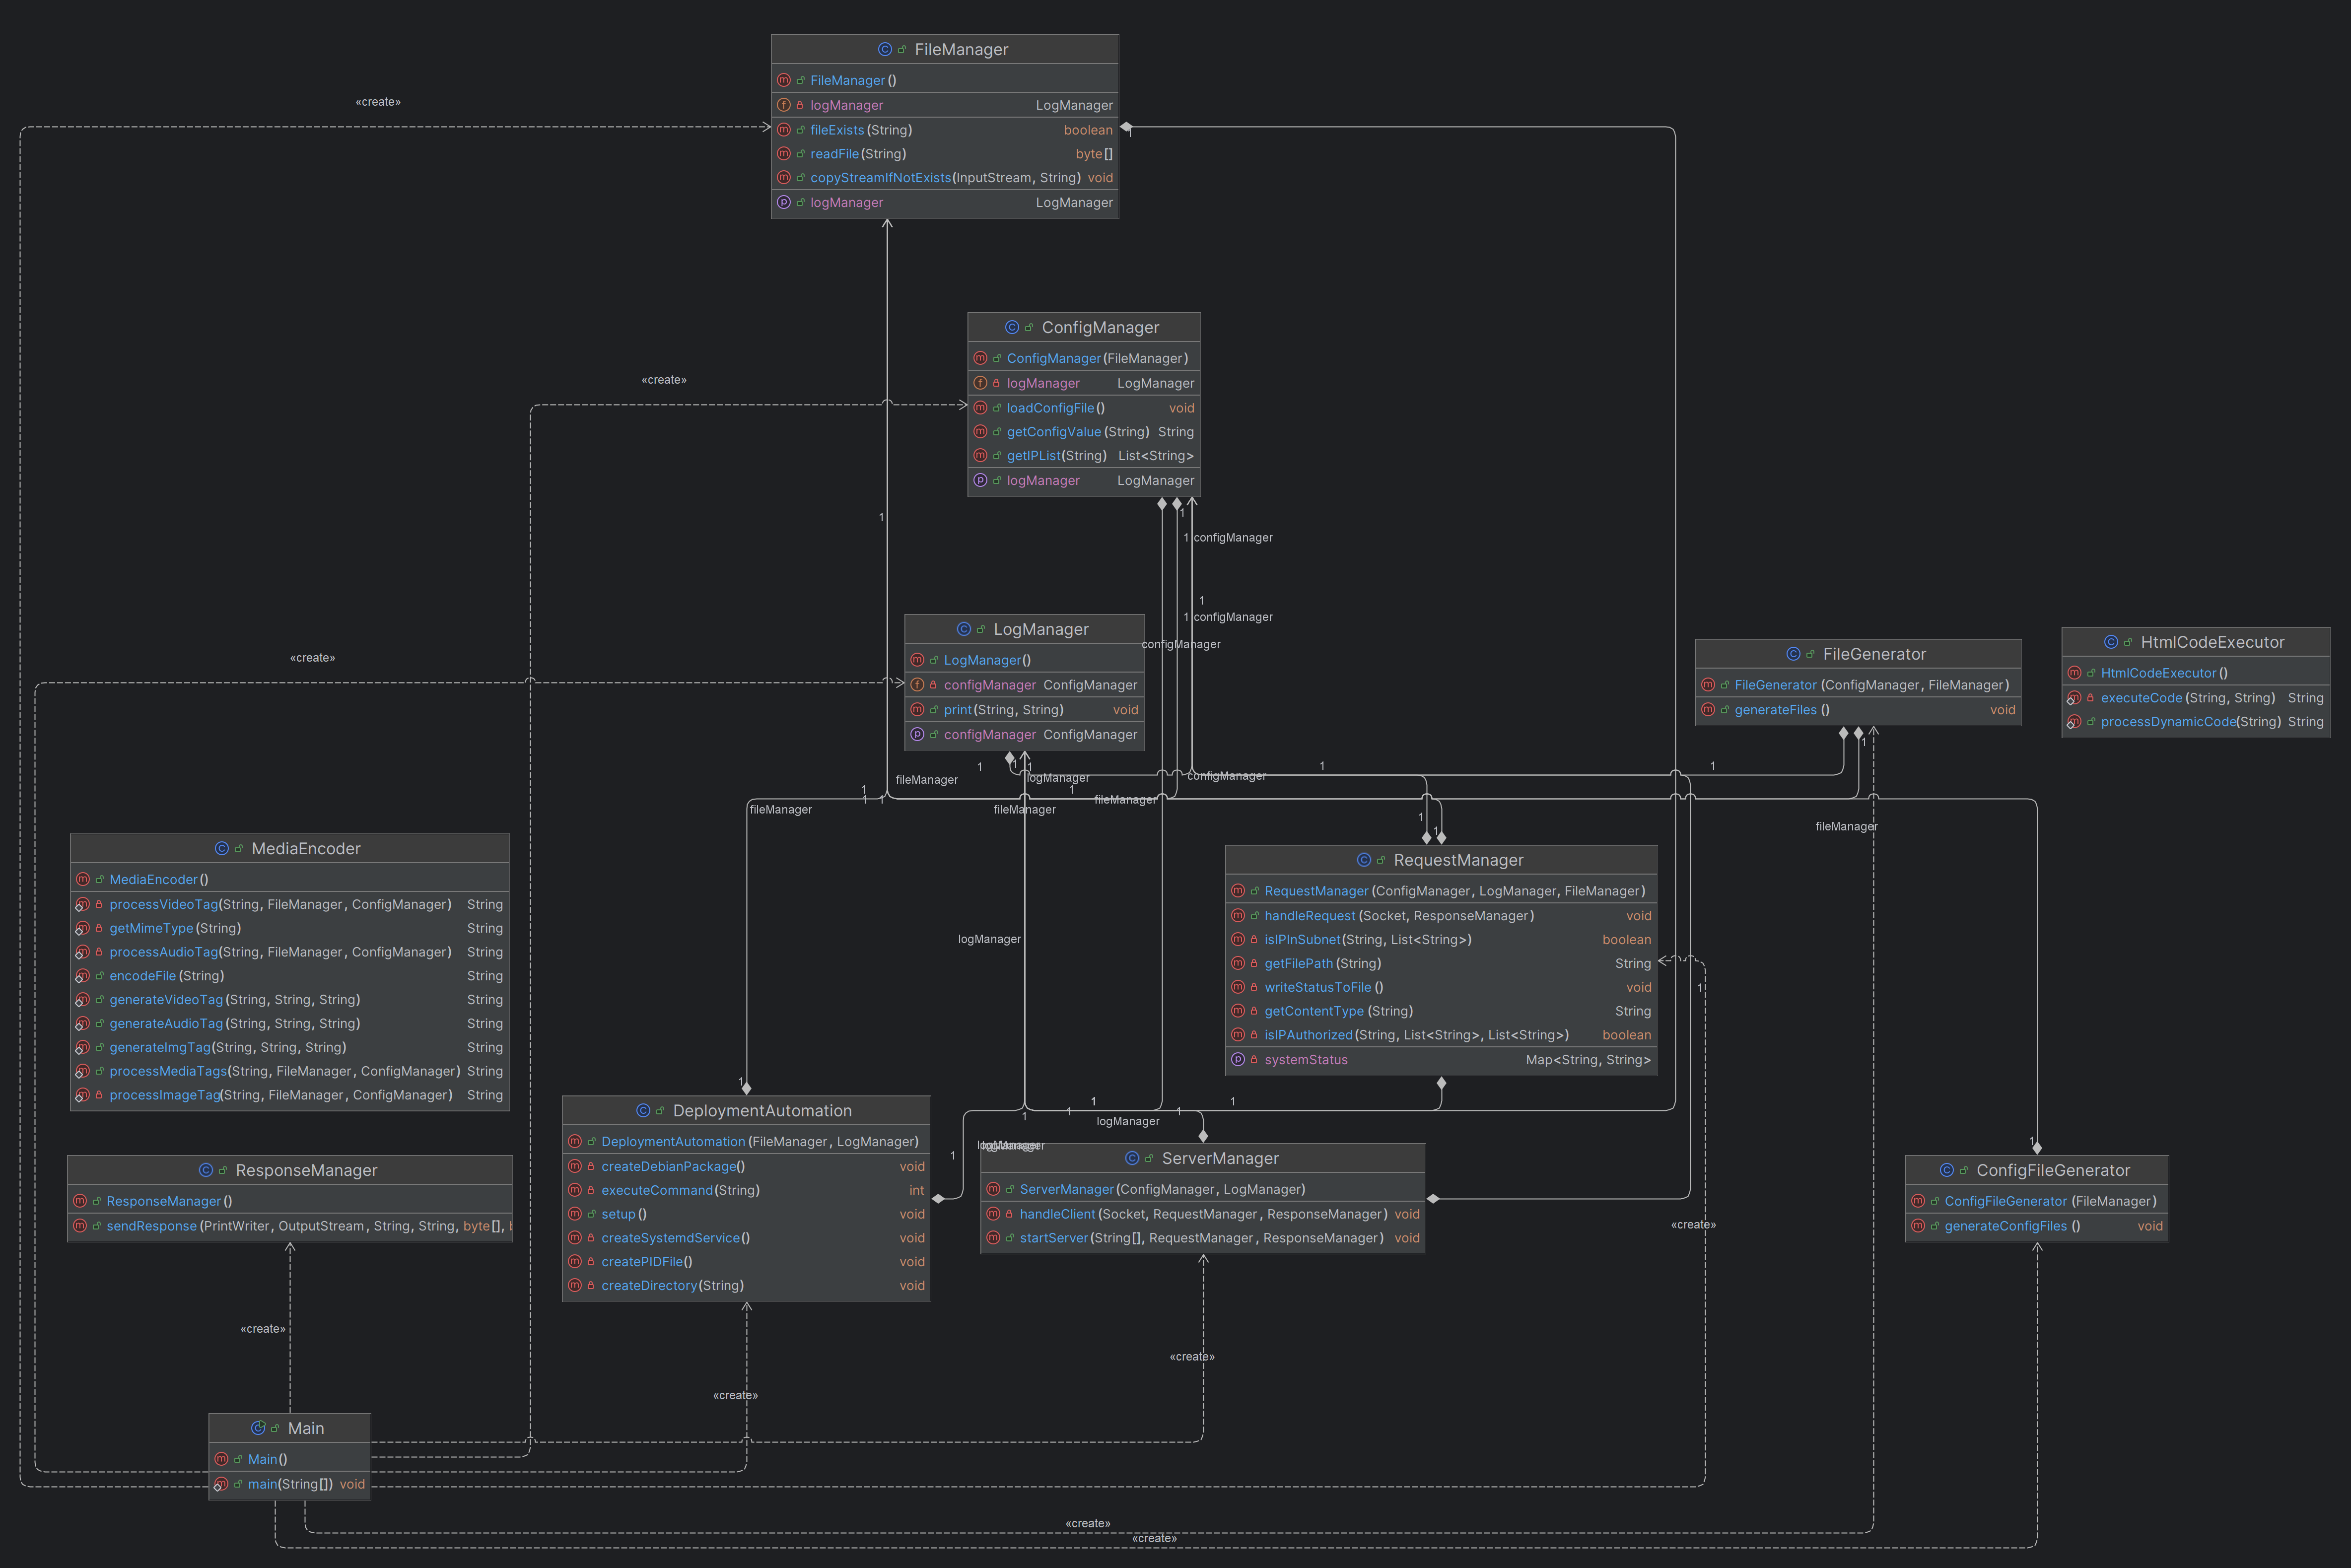 FileManager
FileManager()
logManager LogManager
fileExists(String) boolean
readFile(String) byte[]
copyStreamIfNotExists(InputStream, String) void
logManager LogManager
«create»
1
ConfigManager
ConfigManager(FileManager)
logManager LogManager
loadConfigFile() void
getConfigValue(String) String
getIPList(String) List<String>
logManager LogManager
«create»
1
1
1 configManager
1
1 configManager
configManager
LogManager
LogManager()
configManager ConfigManager
print(String, String) void
configManager ConfigManager
«create»
FileGenerator
FileGenerator(ConfigManager, FileManager)
generateFiles() void
1
HtmlCodeExecutor
HtmlCodeExecutor()
executeCode(String, String) String
processDynamicCode(String) String
1
1
1
logManager
configManager
1
1
fileManager
1
1
1
fileManager
fileManager
1
fileManager
fileManager
1
1
MediaEncoder
MediaEncoder()
processVideoTag(String, FileManager, ConfigManager) String
getMimeType(String) String
processAudioTag(String, FileManager, ConfigManager) String
encodeFile(String) String
generateVideoTag(String, String, String) String
generateAudioTag(String, String, String) String
generateImgTag(String, String, String) String
processMediaTags(String, FileManager, ConfigManager) String
processImageTag(String, FileManager, ConfigManager) String
RequestManager
RequestManager(ConfigManager, LogManager, FileManager)
handleRequest(Socket, ResponseManager) void
isIPInSubnet(String, List<String>) boolean
getFilePath(String) String
writeStatusToFile() void
getContentType(String) String
isIPAuthorized(String, List<String>, List<String>) boolean
systemStatus Map<String, String>
logManager
1
1
DeploymentAutomation
DeploymentAutomation(FileManager, LogManager)
createDebianPackage() void
executeCommand(String) int
setup() void
createSystemdService() void
createPIDFile() void
createDirectory(String) void
1
1
1
1
1
1
logManager
logManager
1
ServerManager
ServerManager(ConfigManager, LogManager)
handleClient(Socket, RequestManager, ResponseManager) void
startServer(String[], RequestManager, ResponseManager) void
ResponseManager
ResponseManager()
sendResponse(PrintWriter, OutputStream, String, String, byte[],
1
ConfigFileGenerator
ConfigFileGenerator(FileManager)
generateConfigFiles() void
«create»
«create»
«create»
«create»
Main
Main()
main(String[]) void
«create»
«create»